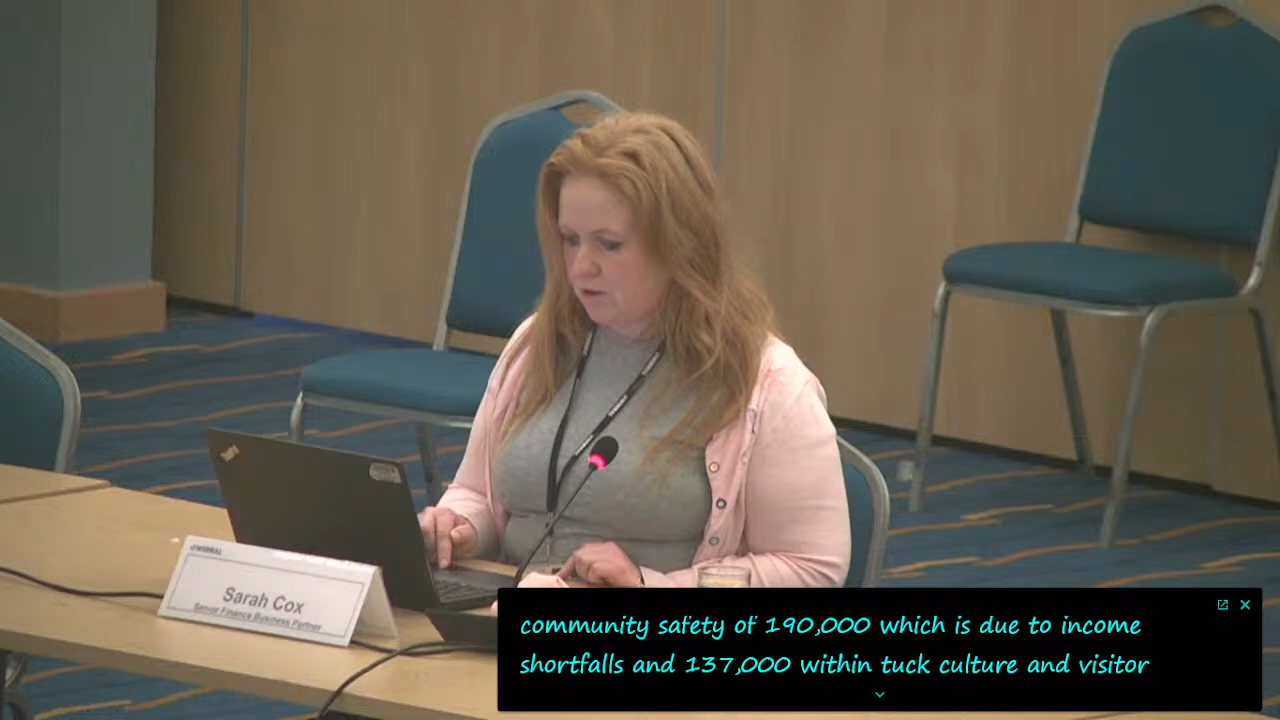 WIRRAL
Sarah Cox
Senior Finance Business Partner
community safety of 190,000 which is due to income
shortfalls and 137,000 within tuck culture and visitor